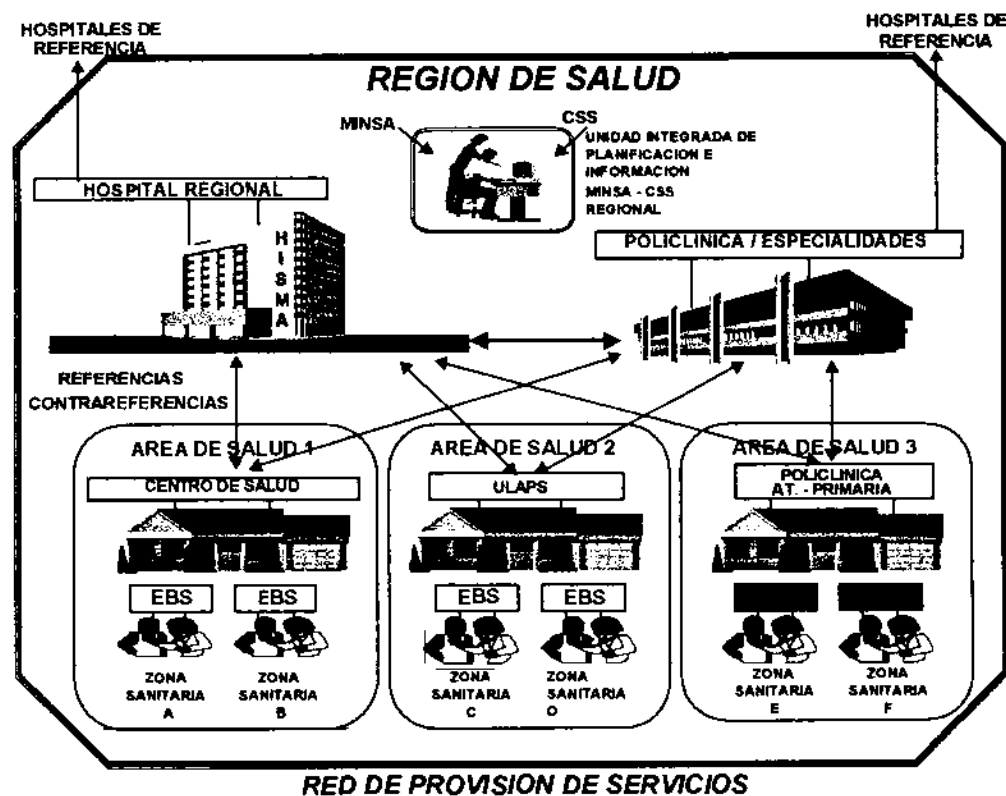 HOSPITALES DE
REFERENCIA
HOSPITALES DE
REFERENCIA
REGION DE SALUD
MINSA
CSS
UNIDAD INTEGRADA DE
PLANIFICACION E
INFORMACION
MINSA - CSS
REGIONAL
HOSPITAL REGIONAL
HISMA
POLICLINICA / ESPECIALIDADES
REFERENCIAS
CONTRAREFERENCIAS
AREA DE SALUD 1
CENTRO DE SALUD
EBS
EBS
ZONA
SANITARIA
A
ZONA
SANITARIA
B
AREA DE SALUD 2
ULAPS
EBS
EBS
ZONA
SANITARIA
C
ZONA
SANITARIA
D
AREA DE SALUD 3
POLICLINICA
AT. - PRIMARIA
ZONA
SANITARIA
E
ZONA
SANITARIA
F
RED DE PROVISION DE SERVICIOS